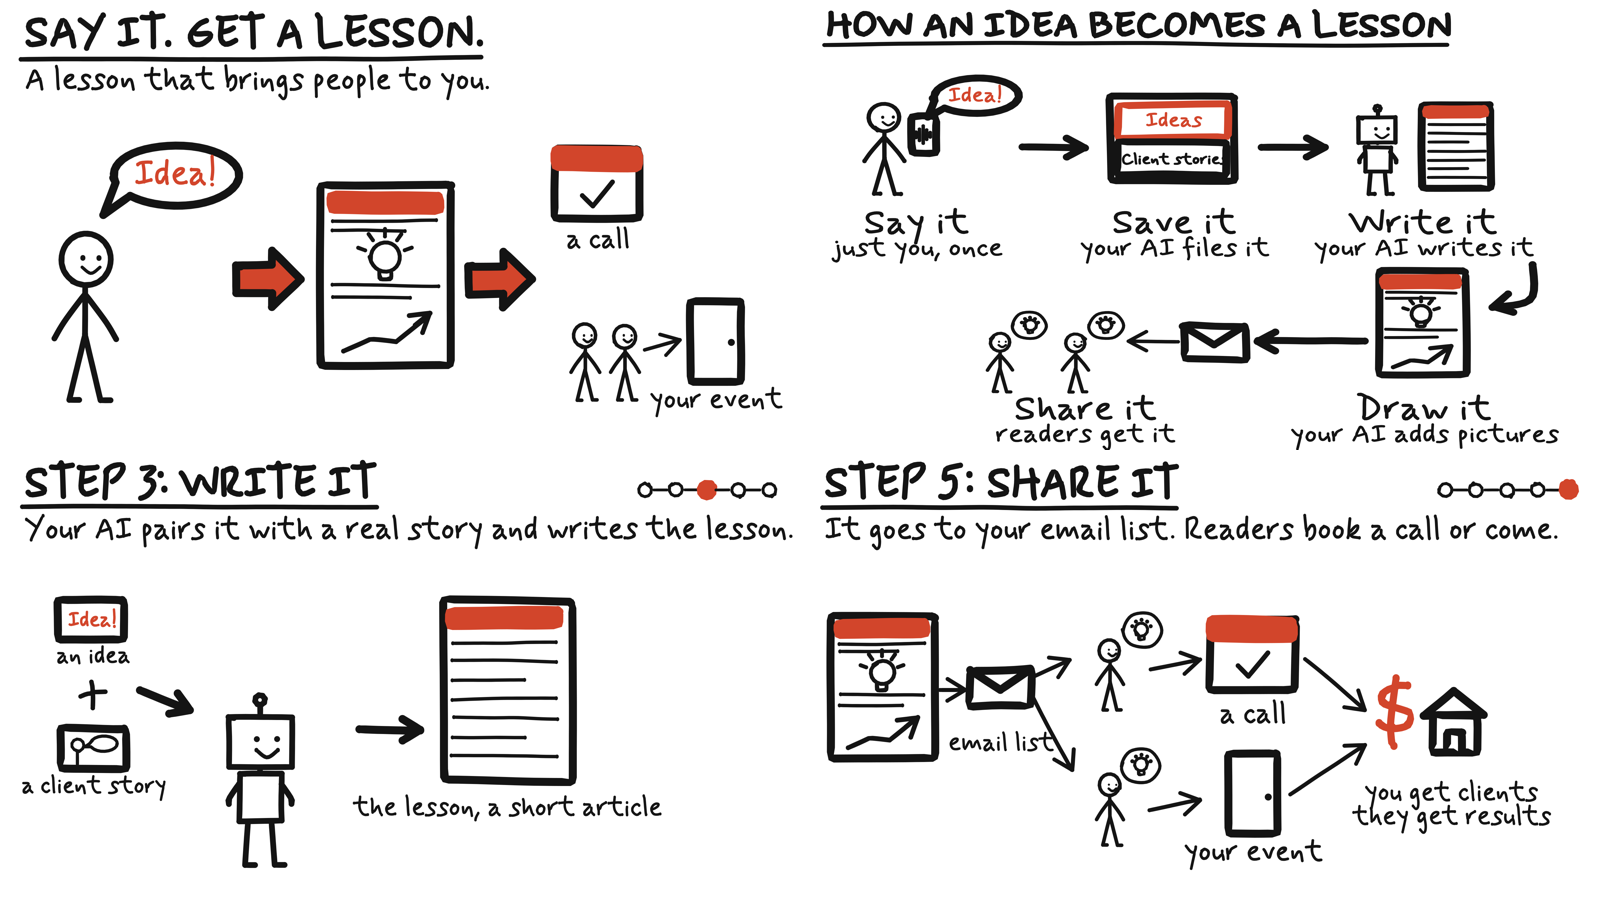 SAY IT. GET A LESSON.
A lesson that brings people to you.
Idea!
a call
your event
HOW AN IDEA BECOMES A LESSON
Idea!
Ideas
Client stories
Say it
just you, once
Save it
your AI files it
Write it
your AI writes it
Share it
readers get it
Draw it
your AI adds pictures
STEP 3: WRITE IT
Your AI pairs it with a real story and writes the lesson.
Idea!
an idea
+
a client story
the lesson, a short article
STEP 5: SHARE IT
It goes to your email list. Readers book a call or come.
email list
a call
your event
$
you get clients
they get results